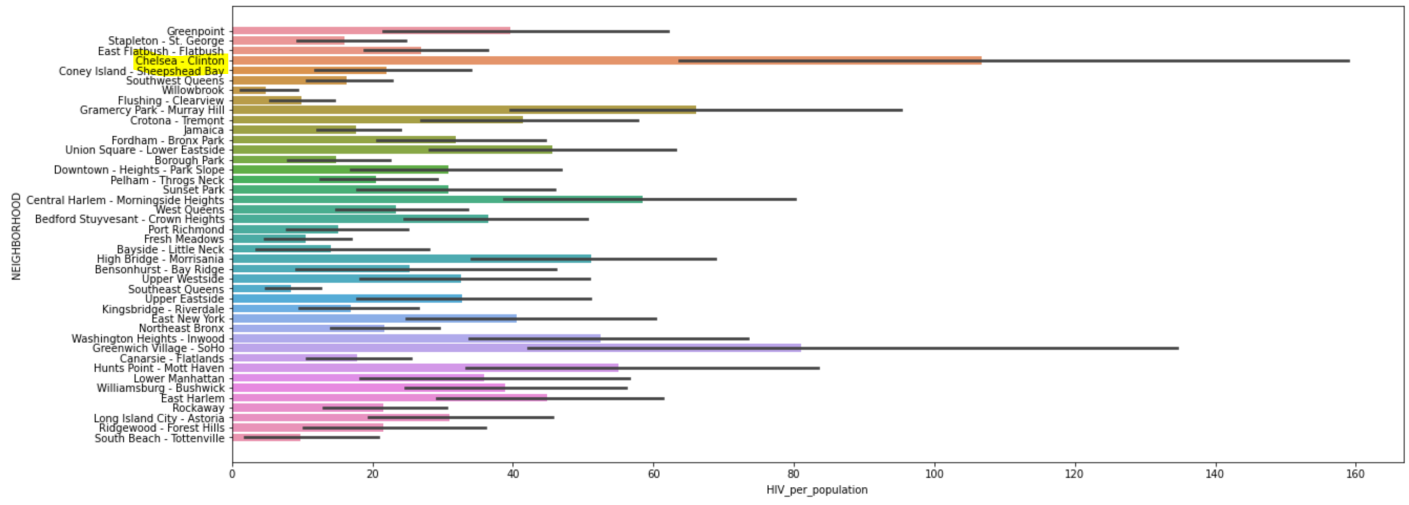 NEIGHBORHOOD
Greenpoint
Stapleton - St. George
East Flatbush - Flatbush
Chelsea - Clinton
Coney Island - Sheepshead Bay
Southwest Queens
Willowbrook
Flushing - Clearview
Gramercy Park - Murray Hill
Crotona - Tremont
Jamaica
Fordham - Bronx Park
Union Square - Lower Eastside
Borough Park
Downtown - Heights - Park Slope
Pelham - Throgs Neck
Sunset Park
Central Harlem - Morningside Heights
West Queens
Bedford Stuyvesant - Crown Heights
Port Richmond
Fresh Meadows
Bayside - Little Neck
High Bridge - Morrisania
Bensonhurst - Bay Ridge
Upper Westside
Southeast Queens
Upper Eastside
Kingsbridge - Riverdale
East New York
Northeast Bronx
Washington Heights - Inwood
Greenwich Village - SoHo
Canarsie - Flatlands
Hunts Point - Mott Haven
Lower Manhattan
Williamsburg - Bushwick
East Harlem
Rockaway
Long Island City - Astoria
Ridgewood - Forest Hills
South Beach - Tottenville
0 20 40 60 80 100 120 140 160
HIV_per_population